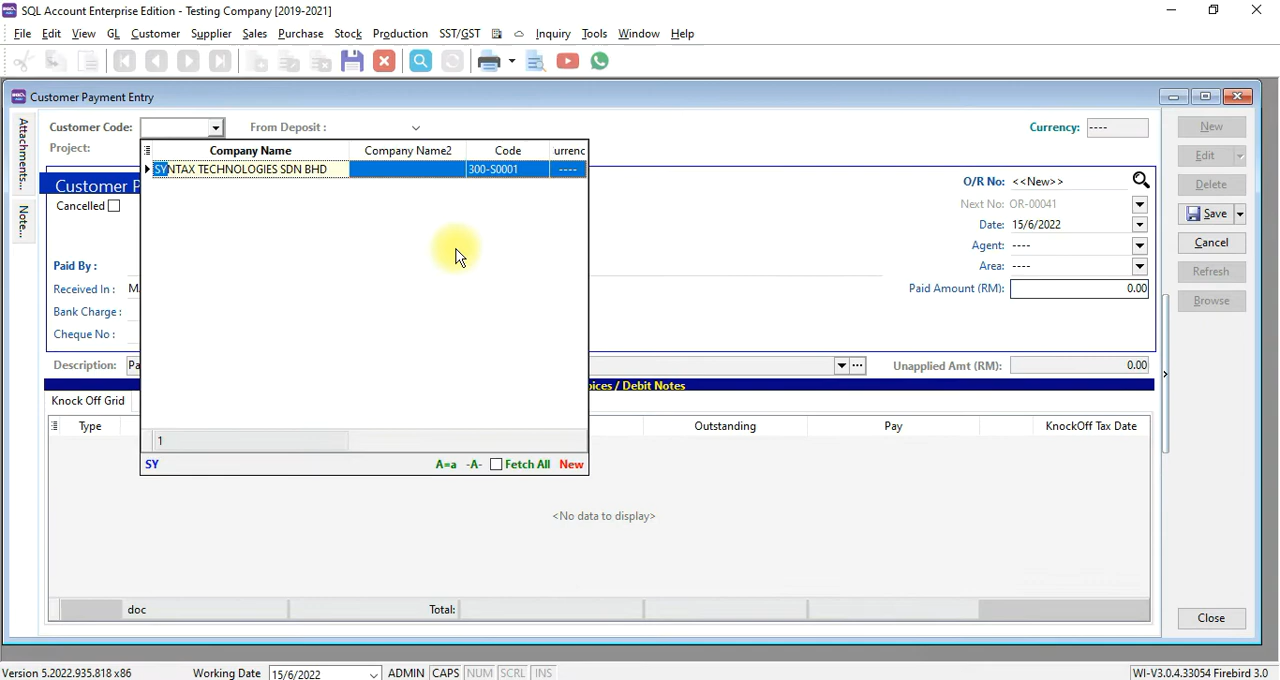 SQL Account Enterprise Edition - Testing Company [2019-2021]
File Edit View GL Customer Supplier Sales Purchase Stock Production SST/GST Inquiry Tools Window Help
Customer Payment Entry
Attachments...
Note...
Customer Code:
From Deposit :
Currency: ----
Project:
Company Name Company Name2 Code urrenc
SYNTAX TECHNOLOGIES SDN BHD 300-S0001 ----
Customer P
O/R No: <<New>>
Cancelled
Next No: OR-00041
Date: 15/6/2022
Agent: ----
Paid By :
Area: ----
Received In : M
Paid Amount (RM): 0.00
Bank Charge :
Cheque No :
Description: Pa
Unapplied Amt (RM): 0.00
oices / Debit Notes
Knock Off Grid
Type Outstanding Pay KnockOff Tax Date
1
SY A=a -A- Fetch All New
<No data to display>
doc Total:
New
Edit
Delete
Save
Cancel
Refresh
Browse
Close
Version 5.2022.935.818 x86 Working Date 15/6/2022 ADMIN CAPS NUM SCRL INS WI-V3.0.4.33054 Firebird 3.0